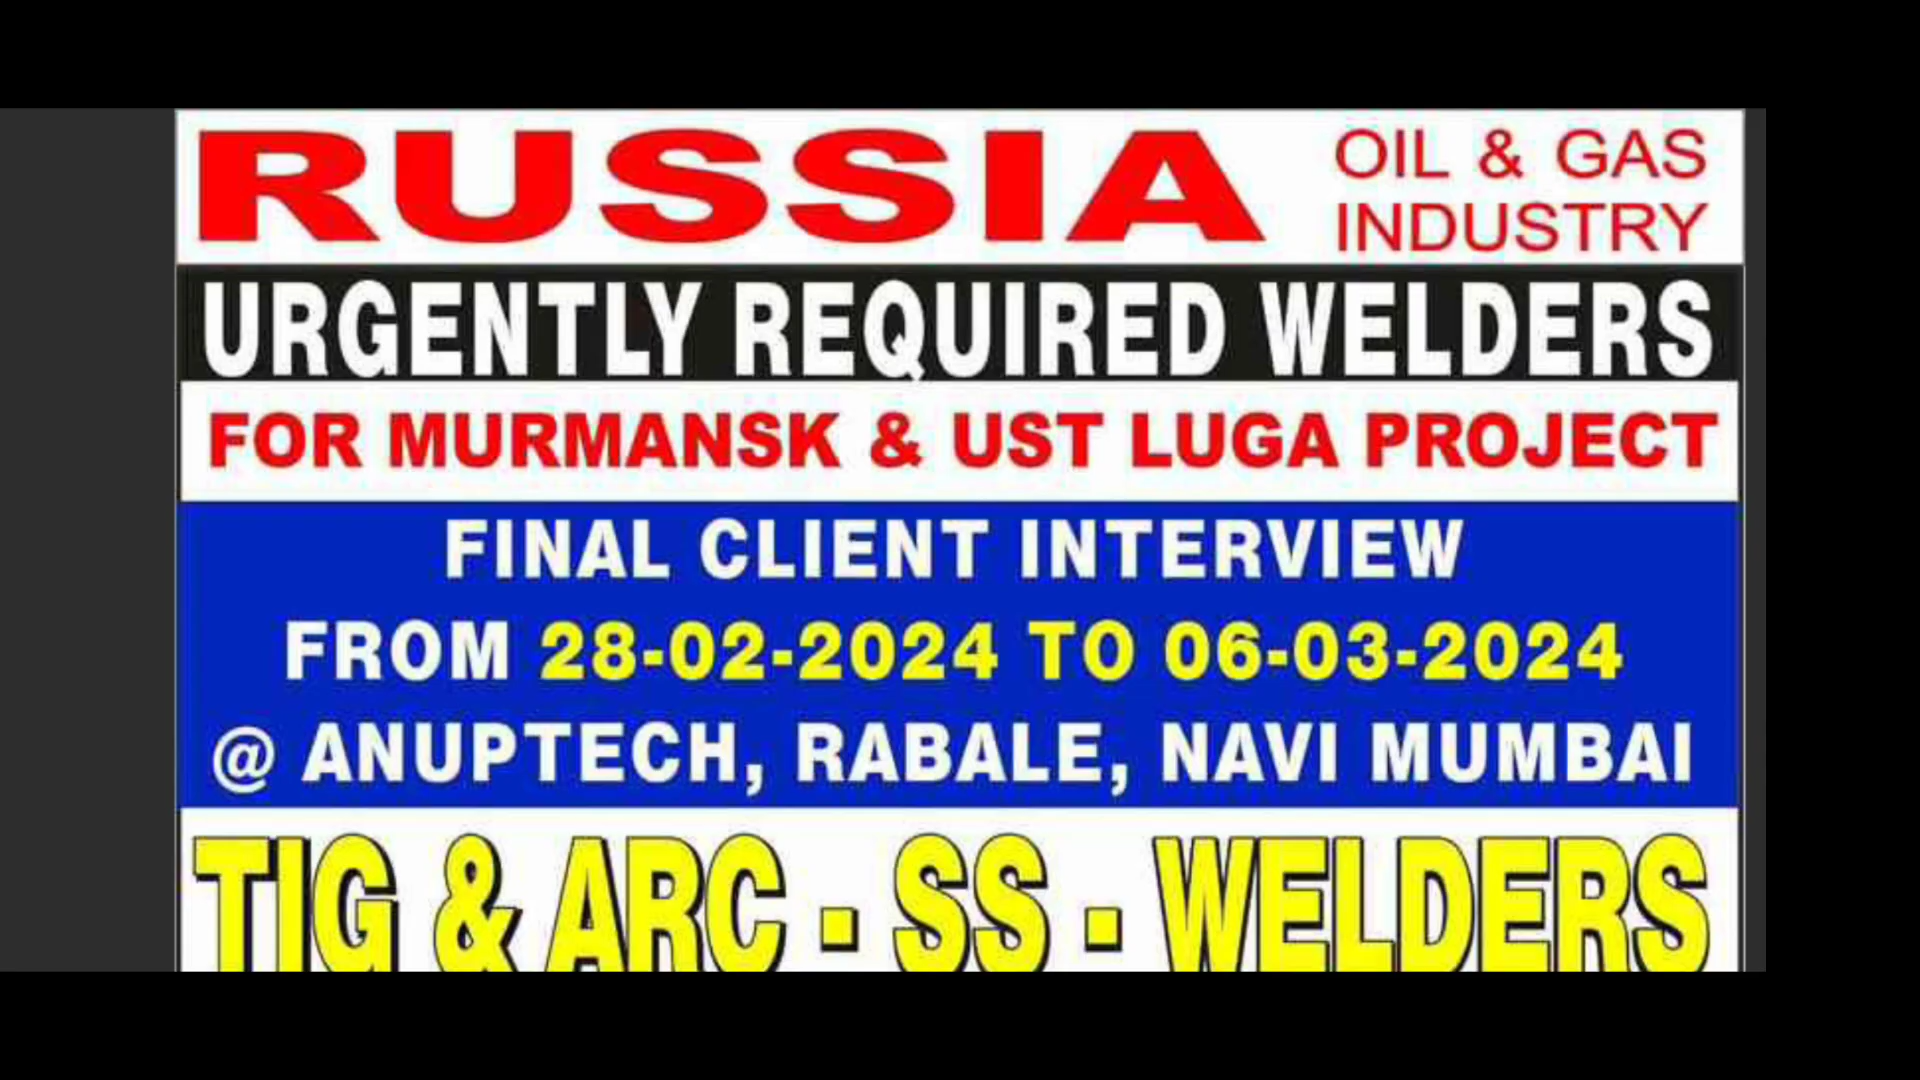 RUSSIA
OIL & GAS
INDUSTRY
URGENTLY REQUIRED WELDERS
FOR MURMANSK & UST LUGA PROJECT
FINAL CLIENT INTERVIEW
FROM 28-02-2024 TO 06-03-2024
@ ANUPTECH, RABALE, NAVI MUMBAI
TIG & ARC - SS - WELDERS